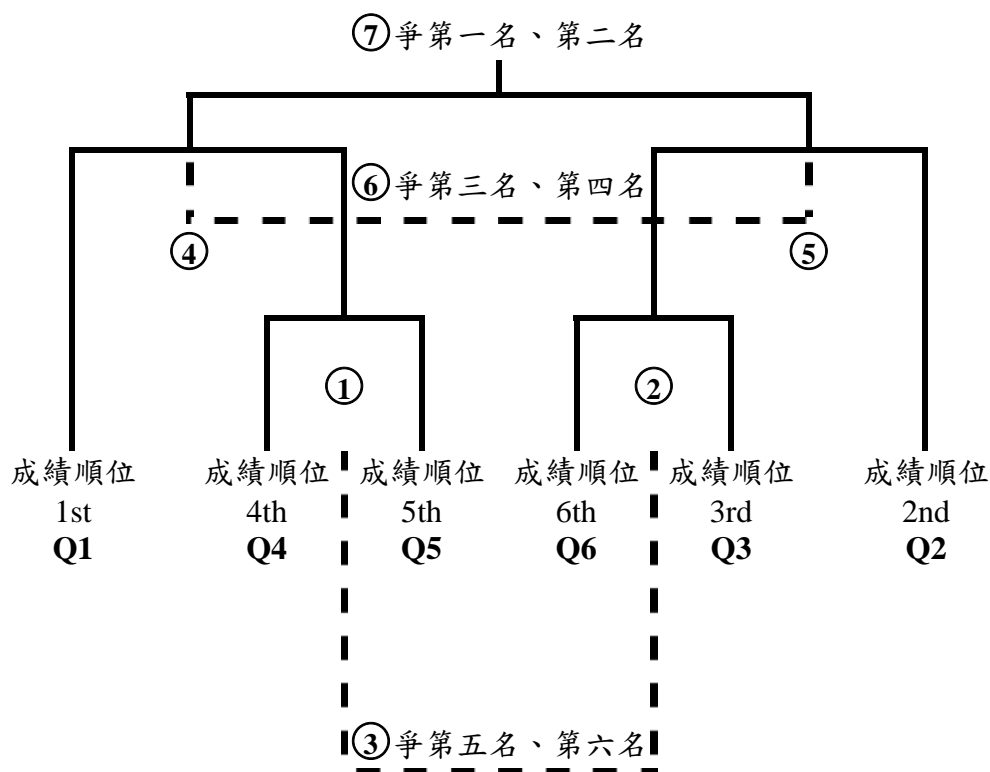 ⑦爭第一名、第二名
⑥爭第三名、第四名
④ ⑤
① ②
成績順位 成績順位 成績順位 成績順位 成績順位 成績順位
1st 4th 5th 6th 3rd 2nd
Q1 Q4 Q5 Q6 Q3 Q2
③爭第五名、第六名